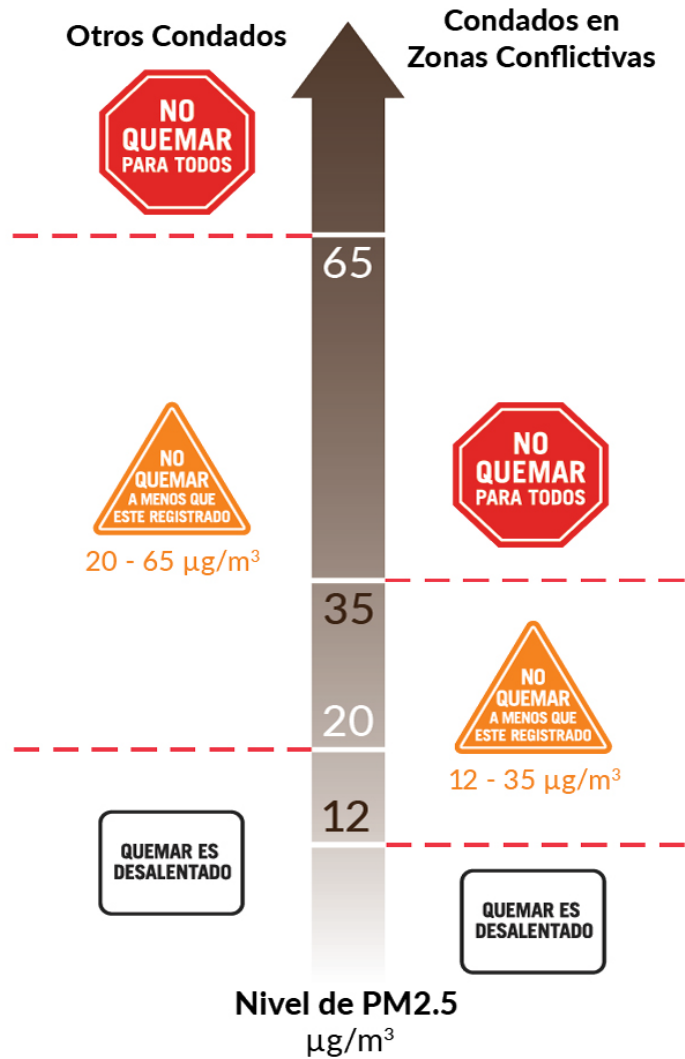 Otros Condados
Condados en
Zonas Conflictivas
NO
QUEMAR
PARA TODOS
65
NO
QUEMAR
A MENOS QUE
ESTE REGISTRADO
20 - 65 µg/m³
NO
QUEMAR
PARA TODOS
35
20
NO
QUEMAR
A MENOS QUE
ESTE REGISTRADO
12 - 35 µg/m³
12
QUEMAR ES
DESALENTADO
QUEMAR ES
DESALENTADO
Nivel de PM2.5
µg/m³